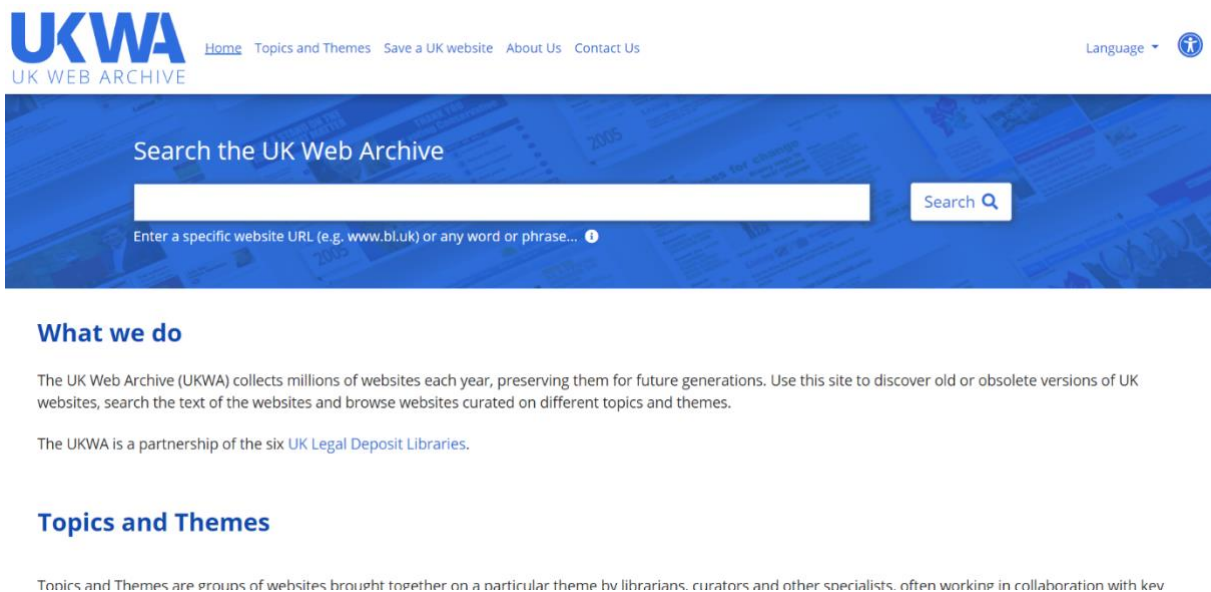 UKWA
UK WEB ARCHIVE
Home Topics and Themes Save a UK website About Us Contact Us
Language
Search the UK Web Archive
Search
Enter a specific website URL (e.g. www.bl.uk) or any word or phrase...
2005
2005
What we do
The UK Web Archive (UKWA) collects millions of websites each year, preserving them for future generations. Use this site to discover old or obsolete versions of UK
websites, search the text of the websites and browse websites curated on different topics and themes.
The UKWA is a partnership of the six UK Legal Deposit Libraries.
Topics and Themes
Topics and Themes are groups of websites brought together on a particular theme by librarians, curators and other specialists, often working in collaboration with key